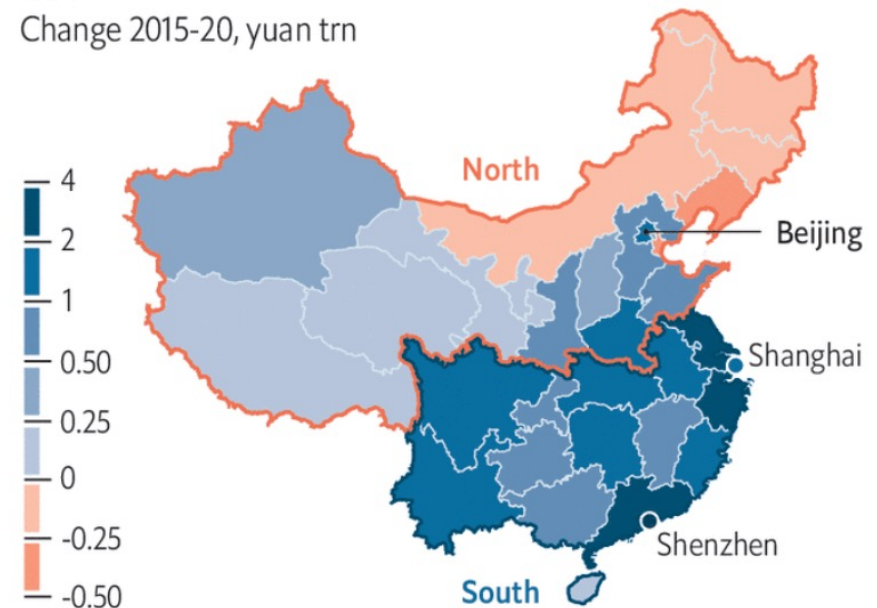 Change 2015-20, yuan trn
North
4
2
1
0.50
0.25
0
-0.25
-0.50
Beijing
Shanghai
Shenzhen
South